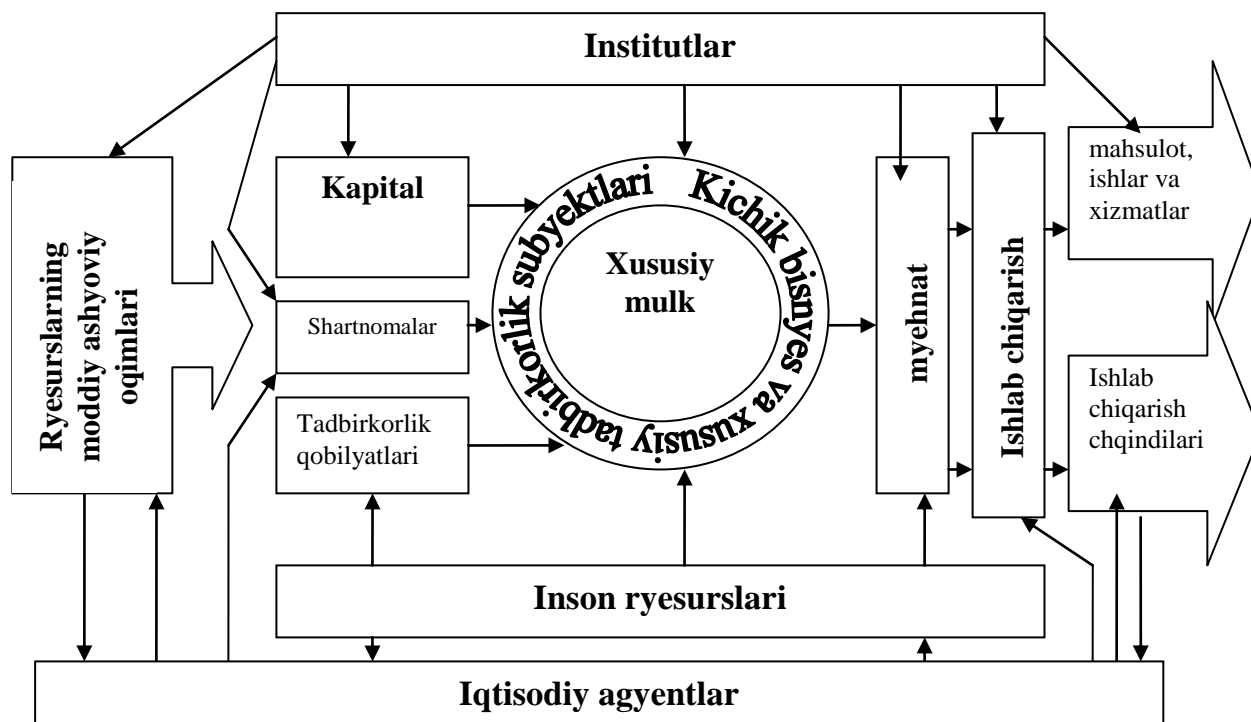 Institutlar
Ryesurslarning
moddiy ashyoviy
oqimlari
Kapital
Shartnomalar
Tadbirkorlik
qobilyatlari
Kichik bisnyes va xususiy tadbirkorlik subyektlari
Xususiy
mulk
myehnat
Ishlab chiqarish
mahsulot,
ishlar va
xizmatlar
Ishlab
chiqarish
chqindilari
Inson ryesurslari
Iqtisodiy agyentlar